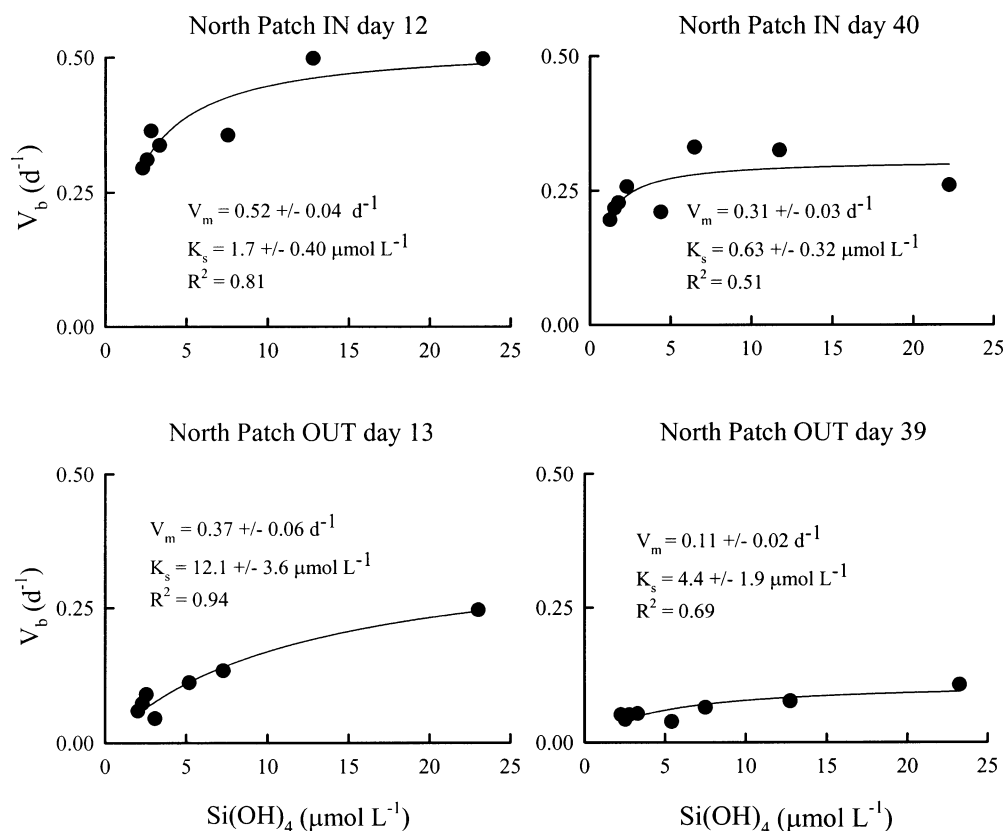 North Patch IN day 12
0.50
0.25
0.00
V_b (d⁻¹)
V_m = 0.52 +/- 0.04 d⁻¹
K_s = 1.7 +/- 0.40 μmol L⁻¹
R² = 0.81
0 5 10 15 20 25
North Patch IN day 40
0.50
0.25
0.00
V_m = 0.31 +/- 0.03 d⁻¹
K_s = 0.63 +/- 0.32 μmol L⁻¹
R² = 0.51
0 5 10 15 20 25
North Patch OUT day 13
0.50
0.25
0.00
V_b (d⁻¹)
V_m = 0.37 +/- 0.06 d⁻¹
K_s = 12.1 +/- 3.6 μmol L⁻¹
R² = 0.94
0 5 10 15 20 25
Si(OH)₄ (μmol L⁻¹)
North Patch OUT day 39
0.50
0.25
0.00
V_m = 0.11 +/- 0.02 d⁻¹
K_s = 4.4 +/- 1.9 μmol L⁻¹
R² = 0.69
0 5 10 15 20 25
Si(OH)₄ (μmol L⁻¹)